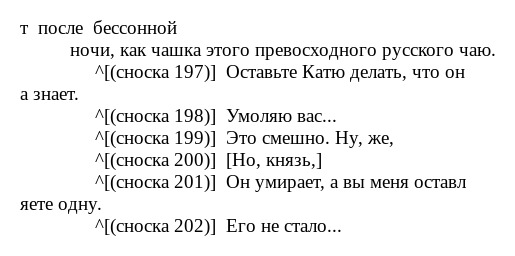 т  после  бессонной
ночи, как чашка этого превосходного русского чаю.
^[(сноска 197)]  Оставьте Катю делать, что он
а знает.
^[(сноска 198)]  Умоляю вас...
^[(сноска 199)]  Это смешно. Ну, же,
^[(сноска 200)]  [Но, князь,]
^[(сноска 201)]  Он умирает, а вы меня оставл
яете одну.
^[(сноска 202)]  Его не стало...